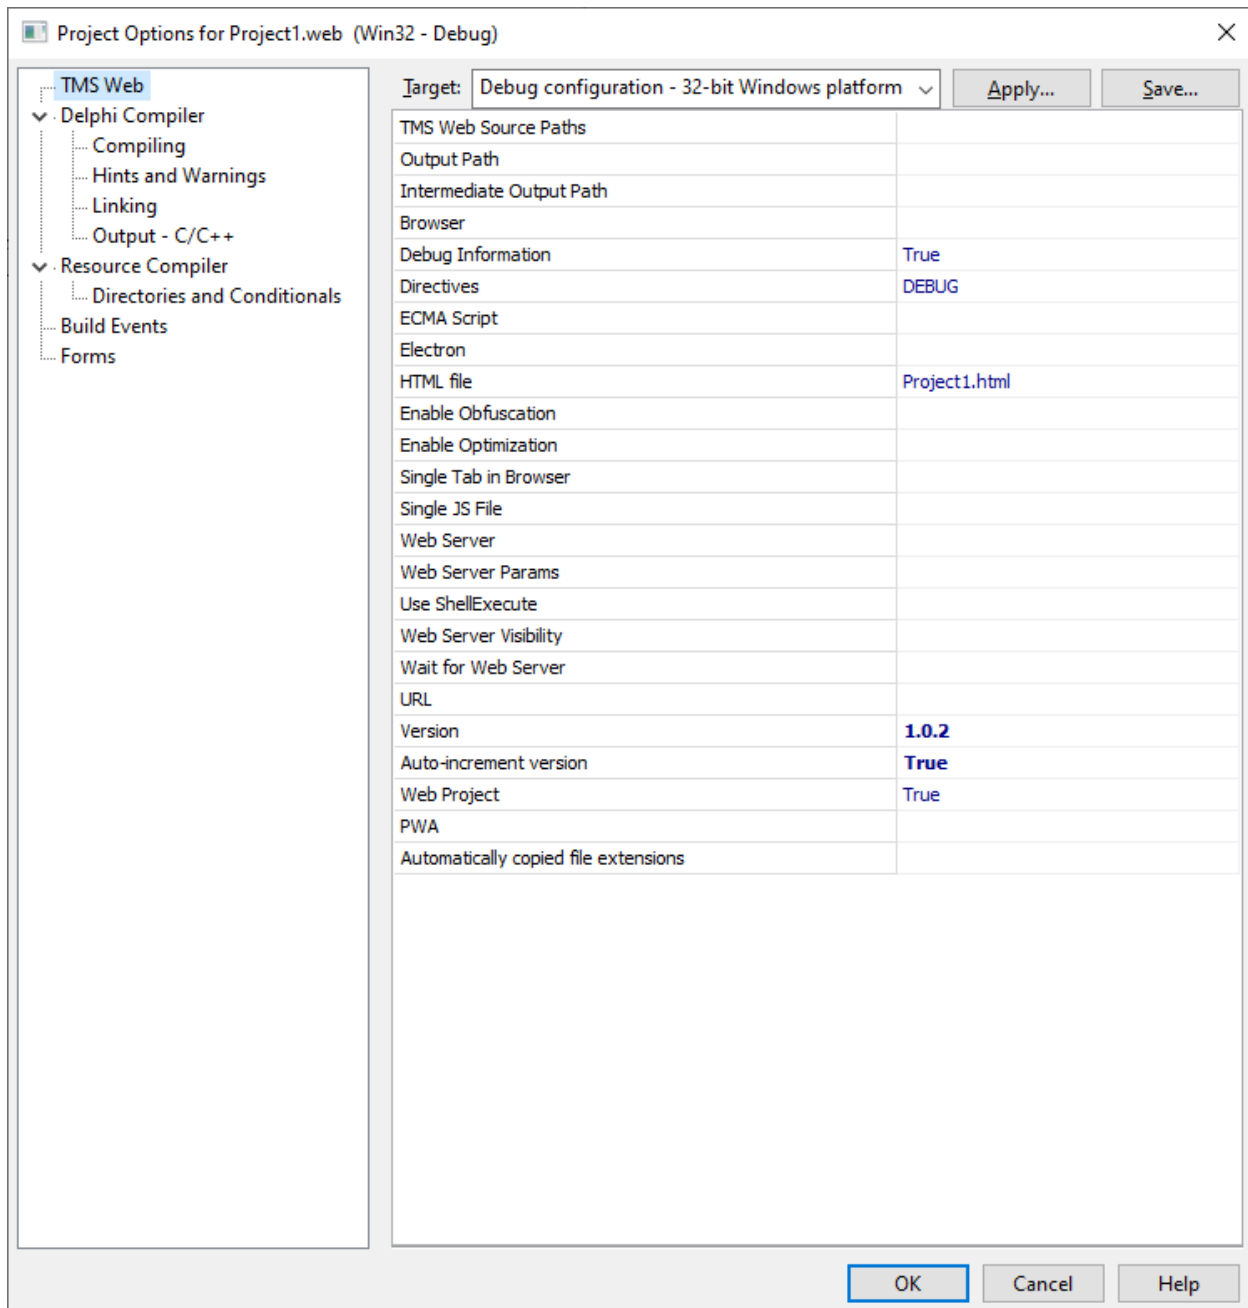 Project Options for Project1.web (Win32 - Debug)
TMS Web
Delphi Compiler
Compiling
Hints and Warnings
Linking
Output - C/C++
Resource Compiler
Directories and Conditionals
Build Events
Forms
Target: Debug configuration - 32-bit Windows platform Apply... Save...
TMS Web Source Paths
Output Path
Intermediate Output Path
Browser
Debug Information True
Directives DEBUG
ECMA Script
Electron
HTML file Project1.html
Enable Obfuscation
Enable Optimization
Single Tab in Browser
Single JS File
Web Server
Web Server Params
Use ShellExecute
Web Server Visibility
Wait for Web Server
URL
Version 1.0.2
Auto-increment version True
Web Project True
PWA
Automatically copied file extensions
OK Cancel Help